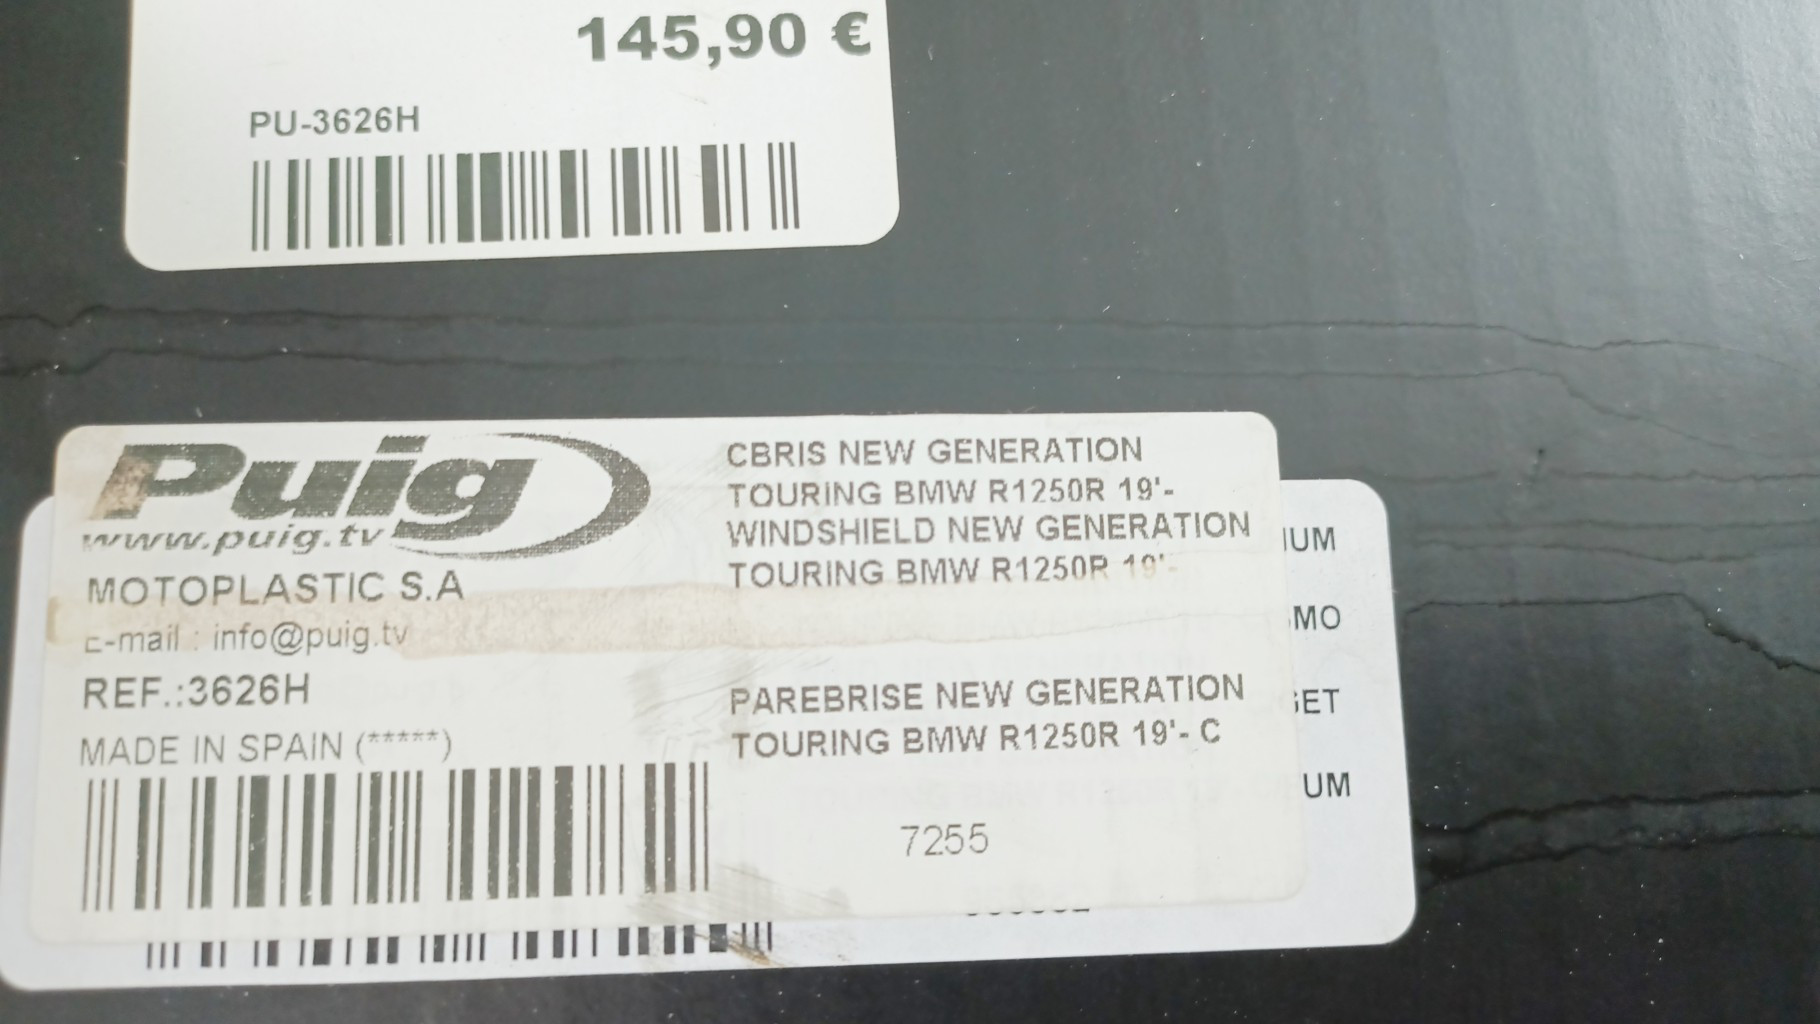 145,90 €
PU-3626H
Puig
www.puig.tv
MOTOPLASTIC S.A
E-mail : info@puig.tv
REF.:3626H
MADE IN SPAIN (*****)
CBRIS NEW GENERATION
TOURING BMW R1250R 19'-
WINDSHIELD NEW GENERATION
TOURING BMW R1250R 19'-
PAREBRISE NEW GENERATION
TOURING BMW R1250R 19'- C
7255
IUM
MO
GET
UM